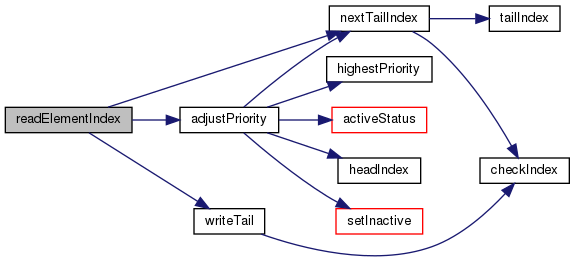 nextTailIndex
tailIndex
highestPriority
readElementIndex
adjustPriority
activeStatus
headIndex
checkIndex
writeTail
setInactive